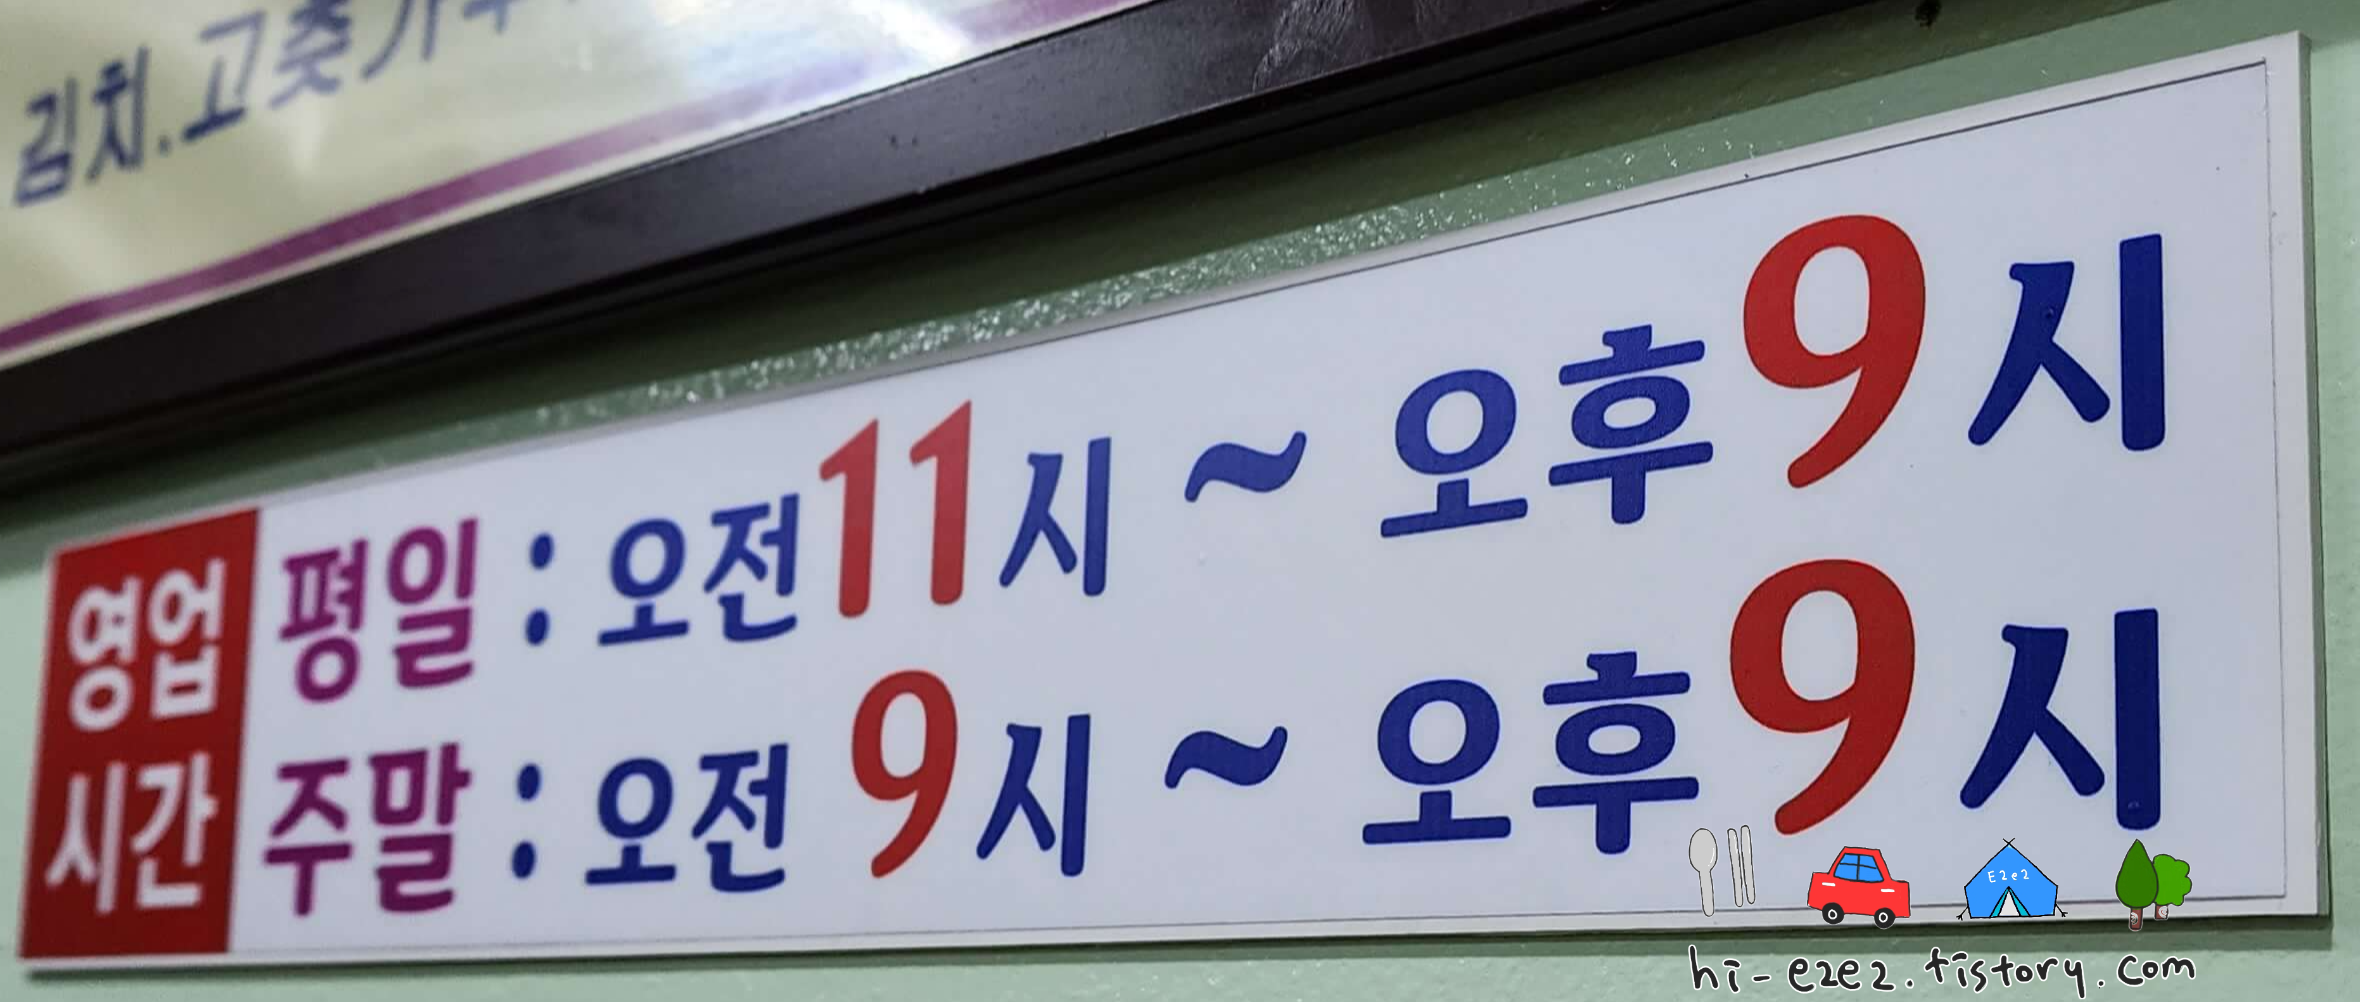 김치.고춧가루
영업
시간
평일 : 오전 11시 ~ 오후 9시
주말 : 오전 9시 ~ 오후 9시
E2e2
hi-e2e2.tistory.com